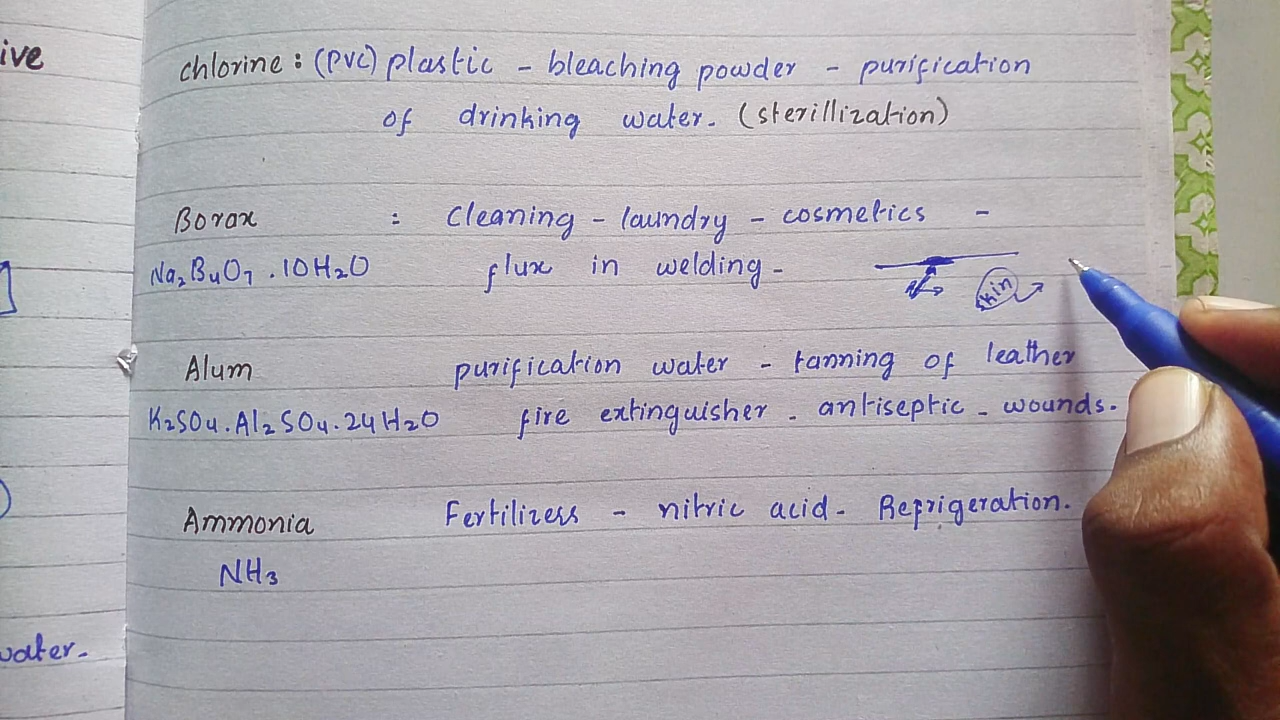 ive
chlorine : (PVC) plastic - bleaching powder - purification
of drinking water. (sterillization)
Borax : Cleaning - laundry - cosmetics -
Na2B4O7 .10H2O flux in welding -
Alum purification water - tanning of leather
K2SO4.Al2SO4.24H2O fire extinguisher - antiseptic - wounds.
Ammonia Fertilizers - nitric acid - Refrigeration.
NH3
water-